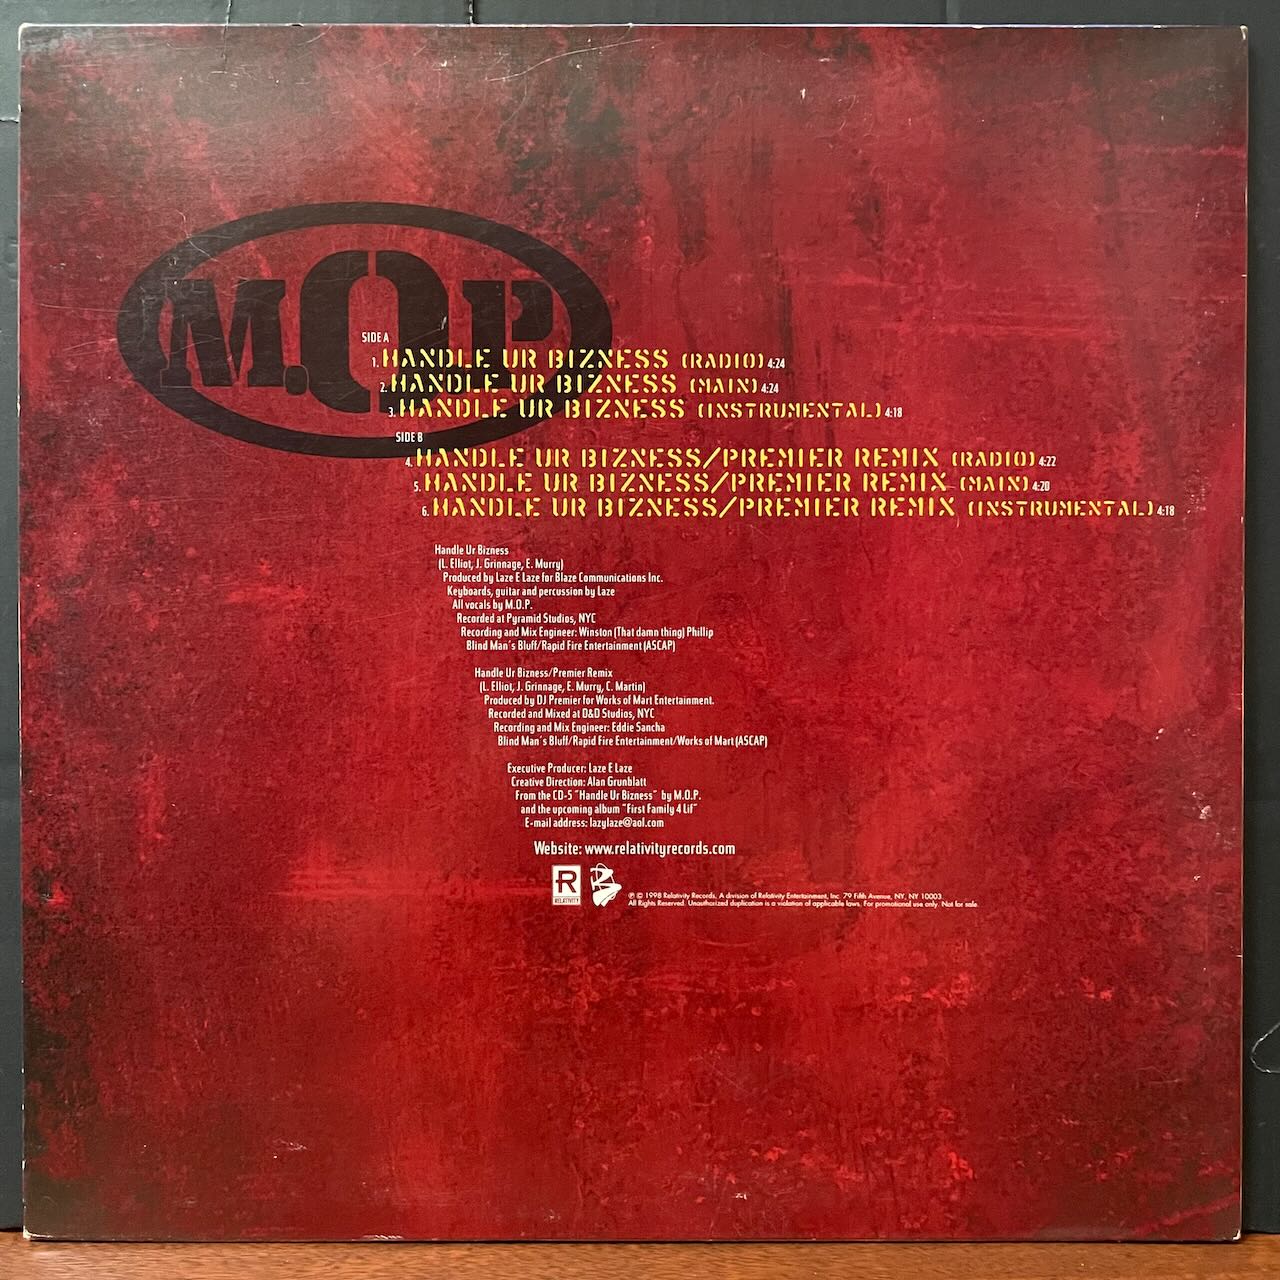 M.O.P
SIDE A
1. HANDLE UR BIZNESS (RADIO) 4:24
2. HANDLE UR BIZNESS (MAIN) 4:24
3. HANDLE UR BIZNESS (INSTRUMENTAL) 4:18
SIDE B
4. HANDLE UR BIZNESS/PREMIER REMIX (RADIO) 4:22
5. HANDLE UR BIZNESS/PREMIER REMIX (MAIN) 4:20
6. HANDLE UR BIZNESS/PREMIER REMIX (INSTRUMENTAL) 4:18
Handle Ur Bizness
(L. Elliot, J. Grinnage, E. Murry)
Produced by Laze E Laze for Blaze Communications Inc.
Keyboards, guitar and percussion by Laze
All vocals by M.O.P.
Recorded at Pyramid Studios, NYC
Recording and Mix Engineer: Winston (That damn thing) Phillip
Blind Man's Bluff/Rapid Fire Entertainment (ASCAP)
Handle Ur Bizness/Premier Remix
(L. Elliot, J. Grinnage, E. Murry, C. Martin)
Produced by DJ Premier for Works of Mart Entertainment.
Recorded and Mixed at D&D Studios, NYC
Recording and Mix Engineer: Eddie Sancha
Blind Man's Bluff/Rapid Fire Entertainment/Works of Mart (ASCAP)
Executive Producer: Laze E Laze
Creative Direction: Alan Grunblatt
From the CD-5 "Handle Ur Bizness" by M.O.P.
and the upcoming album "First Family 4 Lif"
E-mail address: lazylaze@aol.com
Website: www.relativityrecords.com
R
RELATIVITY
℗ © 1998 Relativity Records, A division of Relativity Entertainment, Inc. 79 Fifth Avenue, NY, NY 10003
All Rights Reserved. Unauthorized duplication is a violation of applicable laws. For promotional use only. Not for sale.